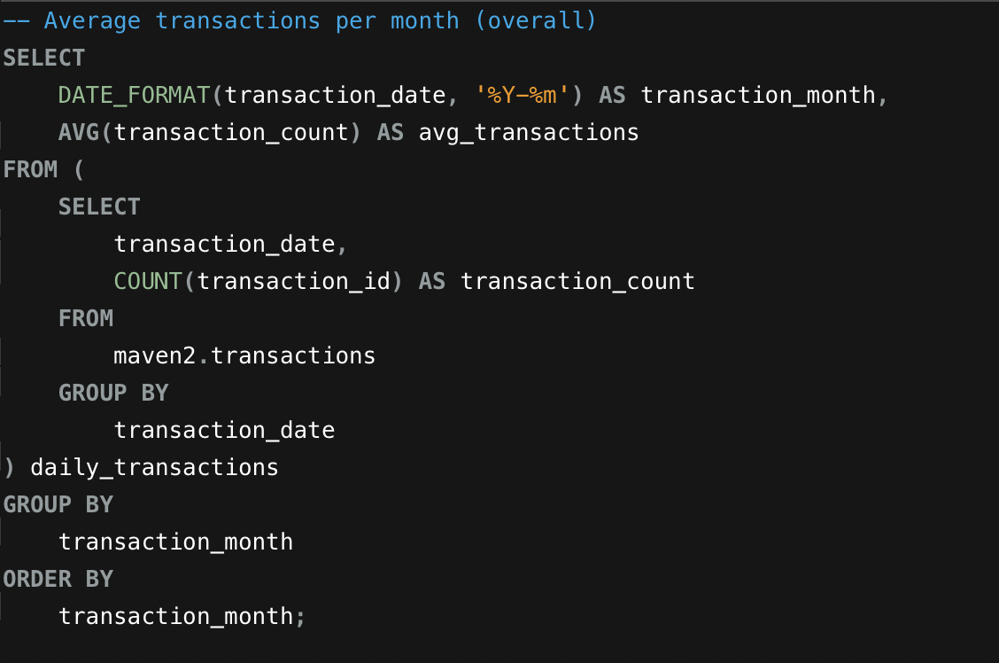 -- Average transactions per month (overall)
SELECT
    DATE_FORMAT(transaction_date, '%Y-%m') AS transaction_month,
    AVG(transaction_count) AS avg_transactions
FROM (
    SELECT
        transaction_date,
        COUNT(transaction_id) AS transaction_count
    FROM
        maven2.transactions
    GROUP BY
        transaction_date
) daily_transactions
GROUP BY
    transaction_month
ORDER BY
    transaction_month;